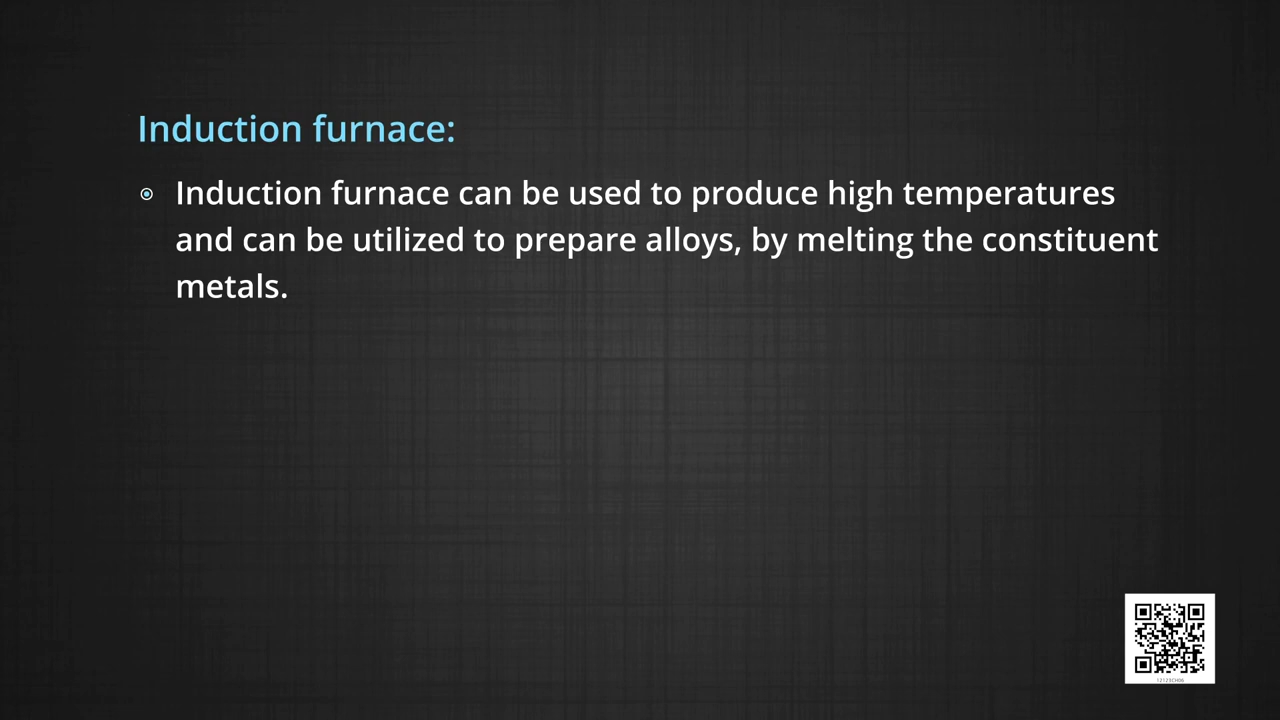 Induction furnace:
Induction furnace can be used to produce high temperatures
and can be utilized to prepare alloys, by melting the constituent
metals.